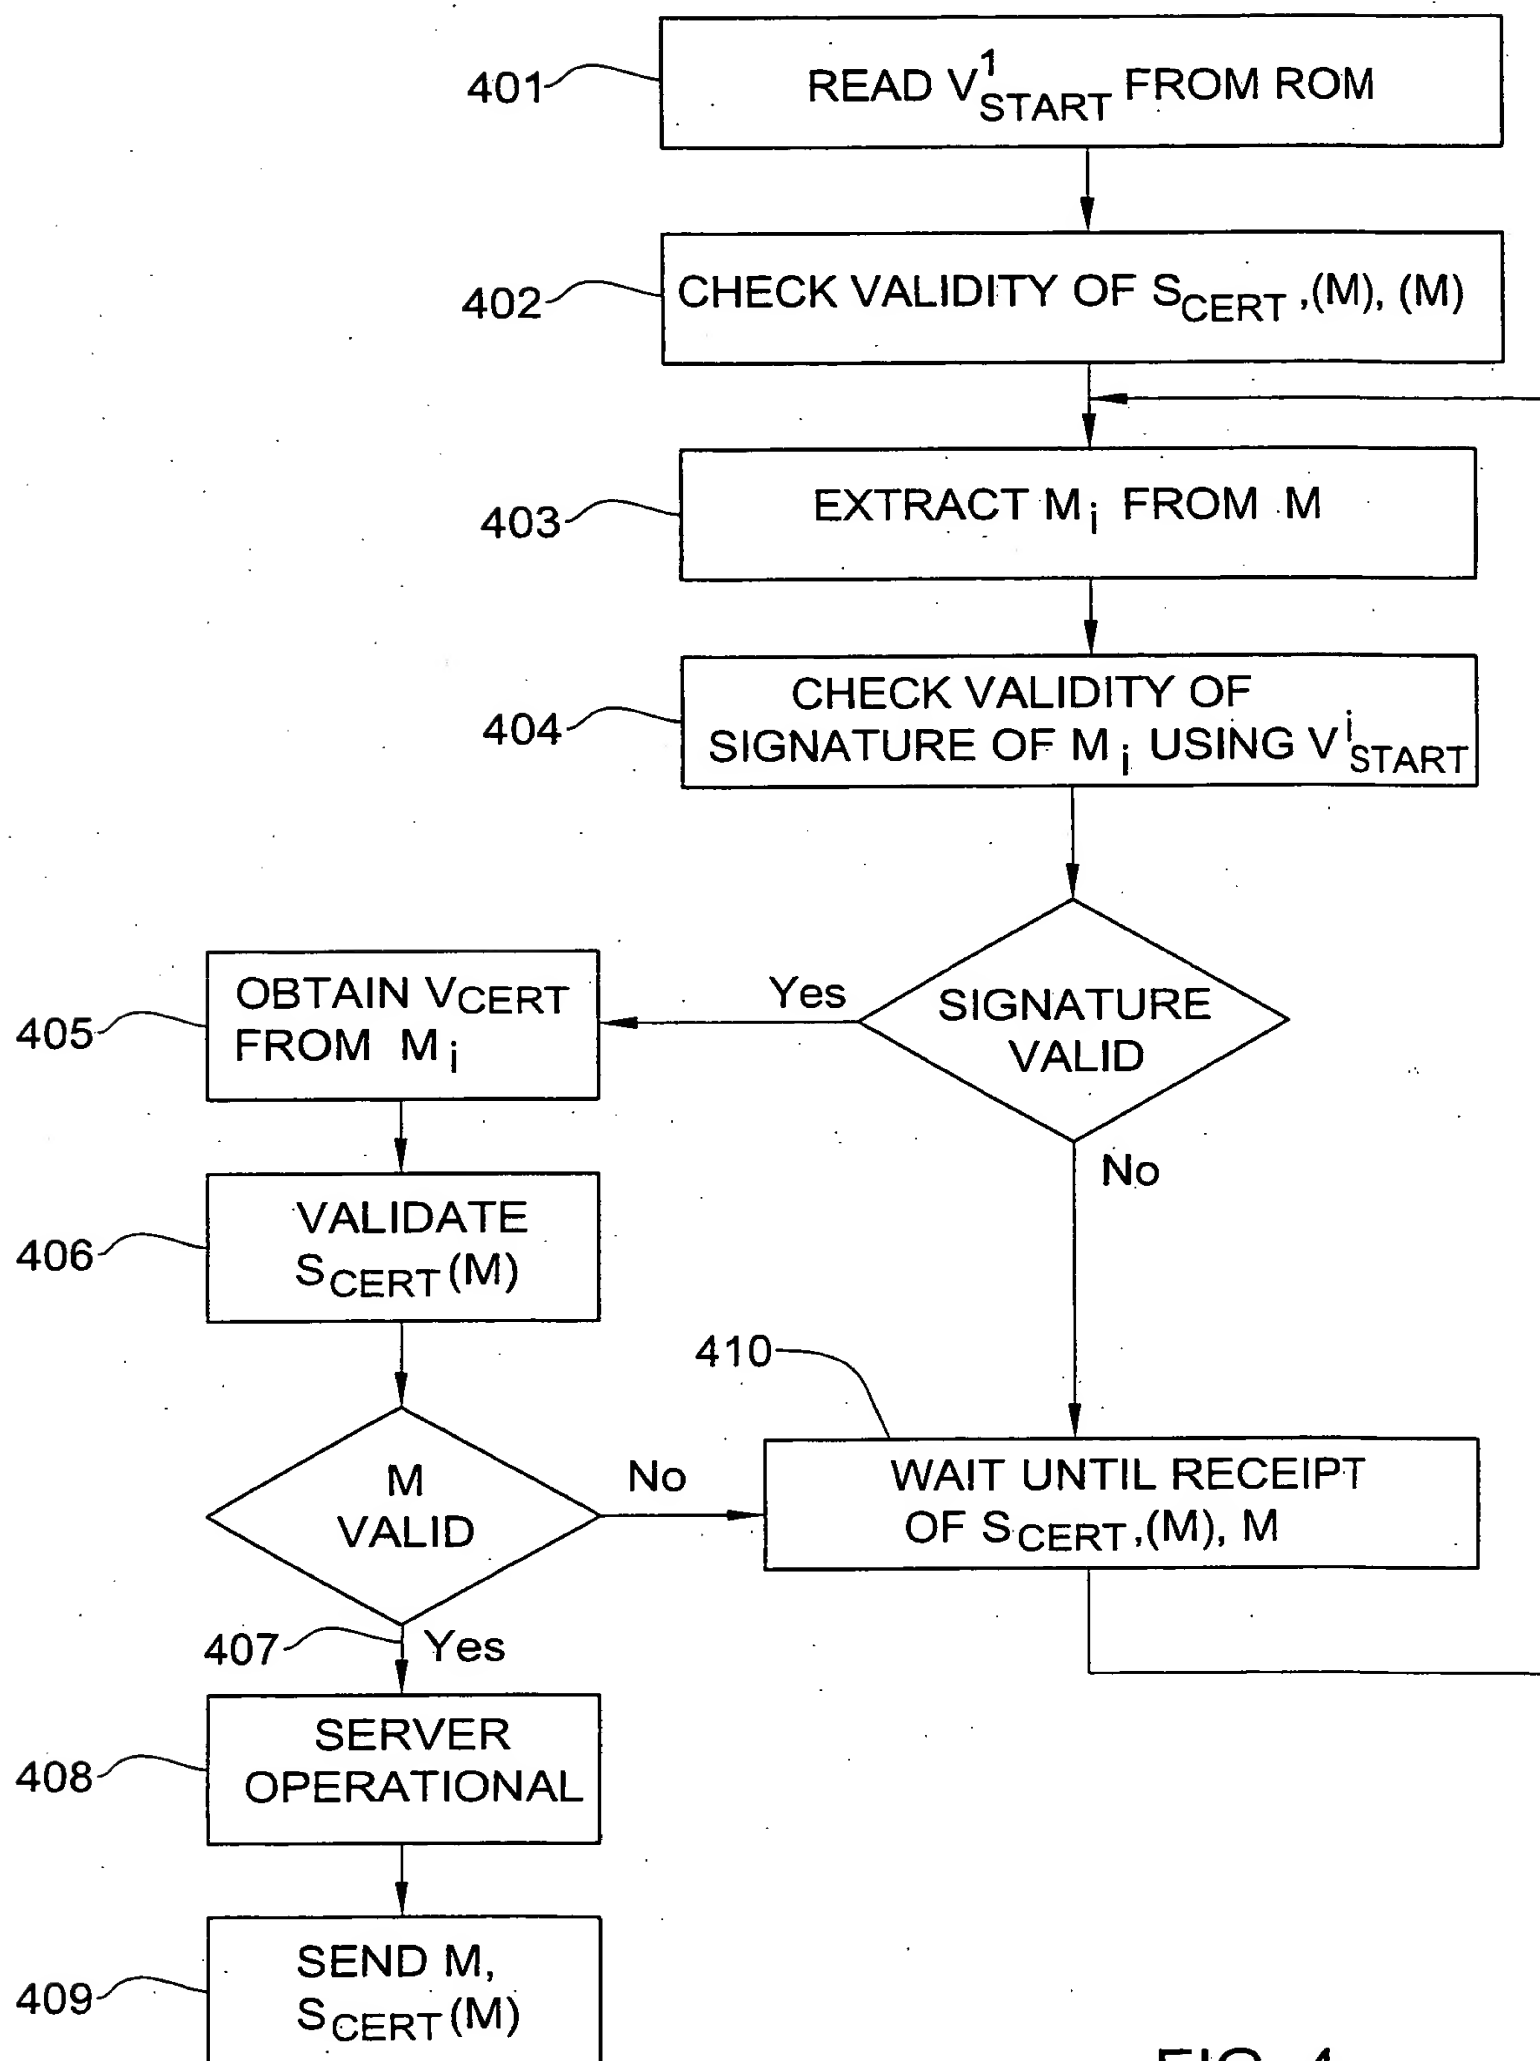 401
READ V¹START FROM ROM
402
CHECK VALIDITY OF SCERT ,(M), (M)
403
EXTRACT Mi FROM M
404
CHECK VALIDITY OF
SIGNATURE OF Mi USING VⁱSTART
SIGNATURE
VALID
Yes
No
405
OBTAIN VCERT
FROM Mi
406
VALIDATE
SCERT (M)
M
VALID
No
410
WAIT UNTIL RECEIPT
OF SCERT ,(M), M
407
Yes
408
SERVER
OPERATIONAL
409
SEND M,
SCERT (M)
FIG. 4